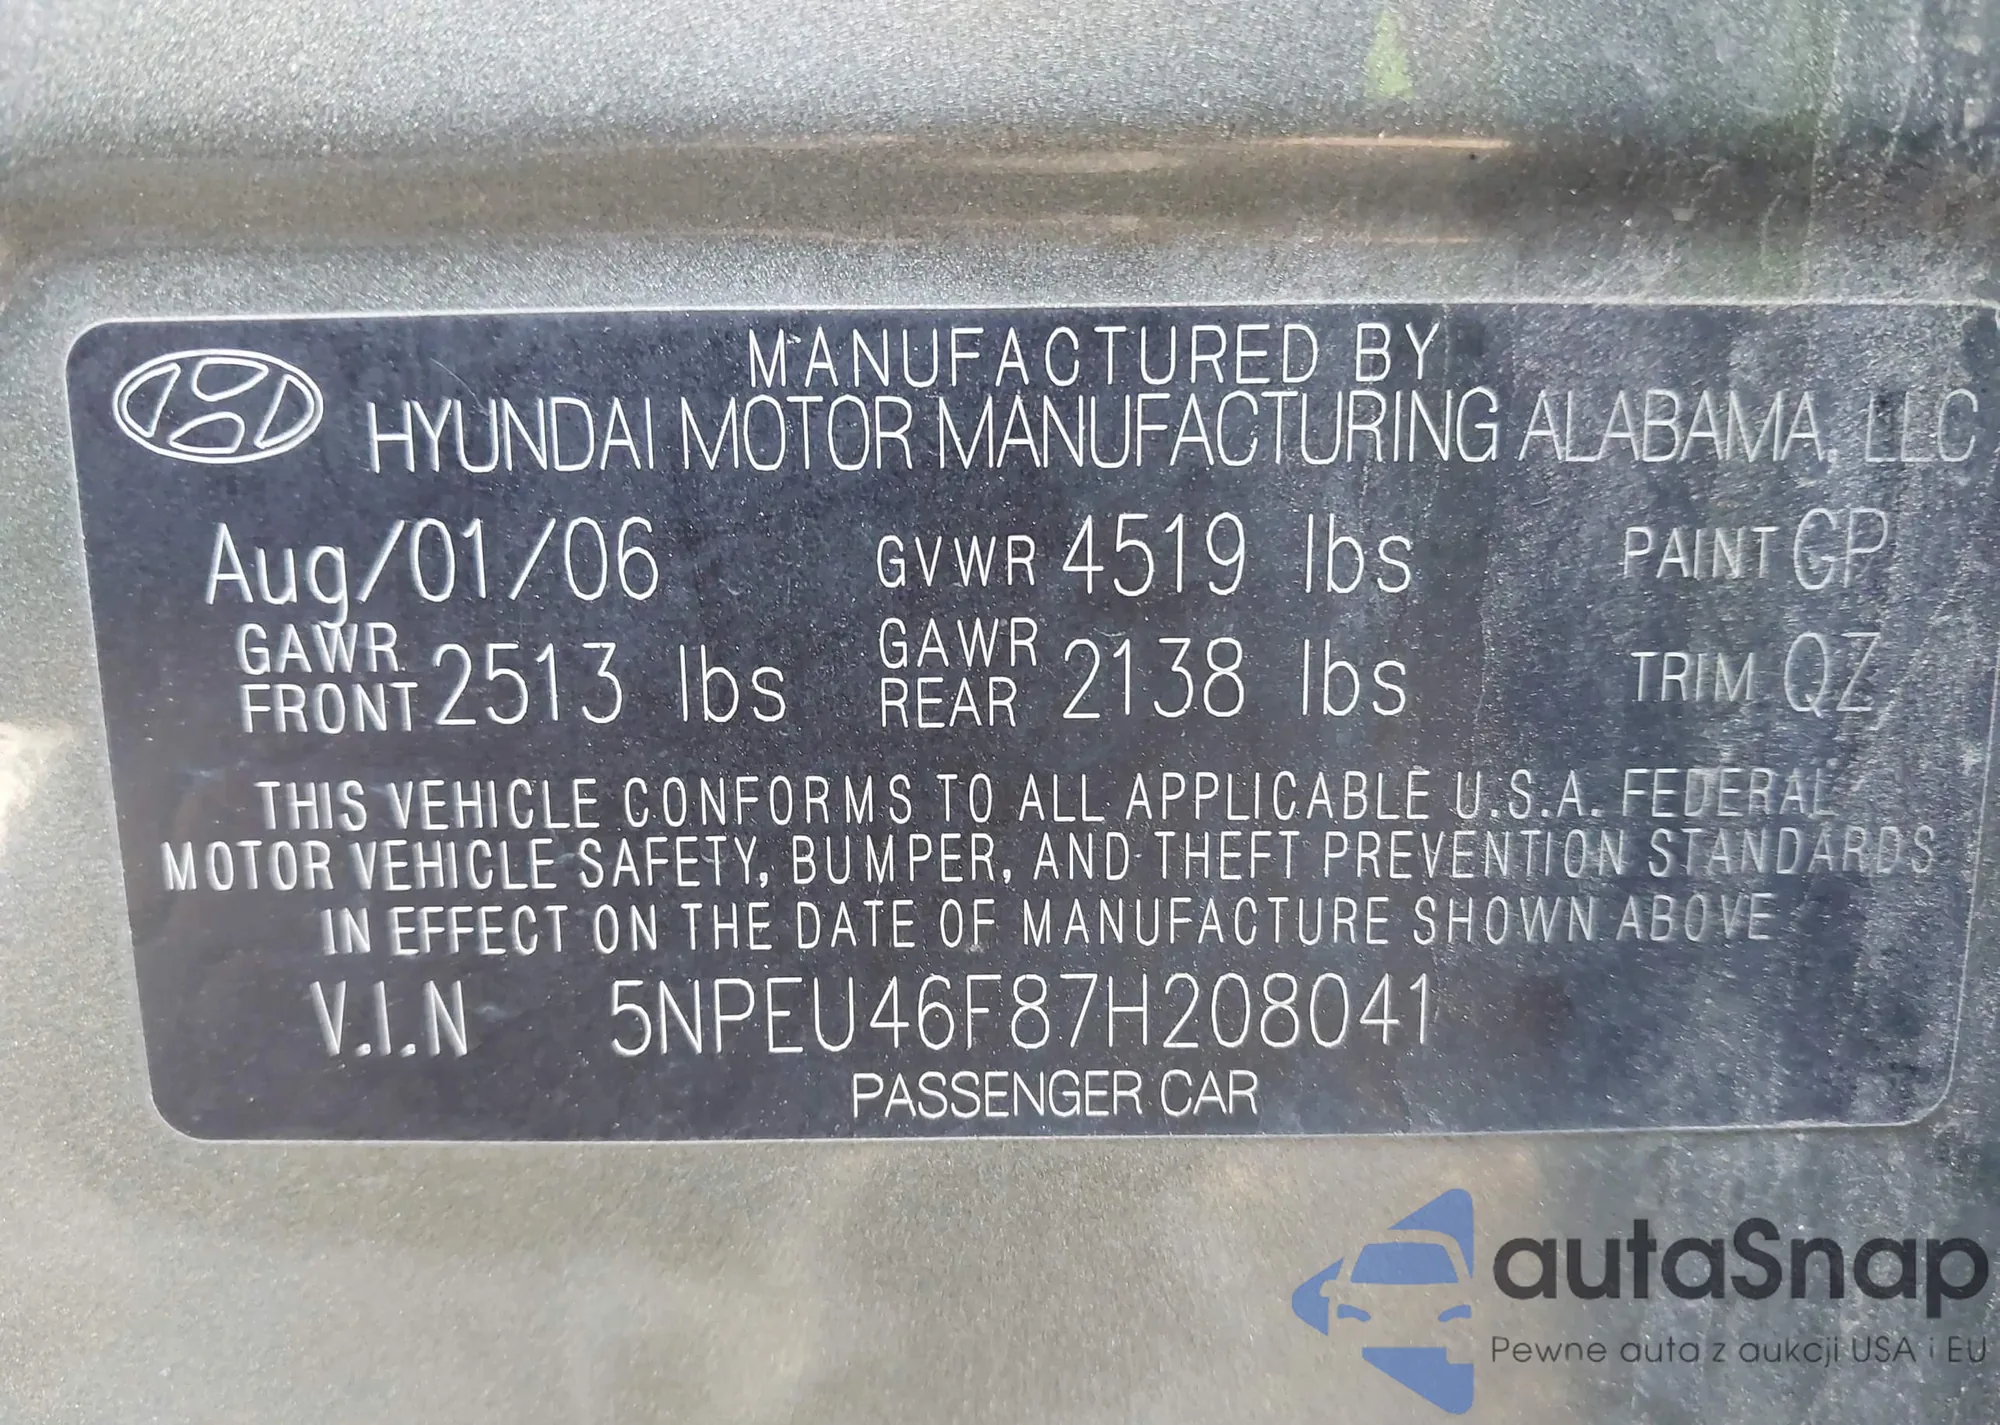 MANUFACTURED BY
HYUNDAI MOTOR MANUFACTURING ALABAMA, LLC
Aug/01/06 GVWR 4519 lbs PAINT GP
GAWR FRONT 2513 lbs GAWR REAR 2138 lbs TRIM QZ
THIS VEHICLE CONFORMS TO ALL APPLICABLE U.S.A. FEDERAL
MOTOR VEHICLE SAFETY, BUMPER, AND THEFT PREVENTION STANDARDS
IN EFFECT ON THE DATE OF MANUFACTURE SHOWN ABOVE
V.I.N 5NPEU46F87H208041
PASSENGER CAR
autaSnap
Pewne auta z aukcji USA i EU